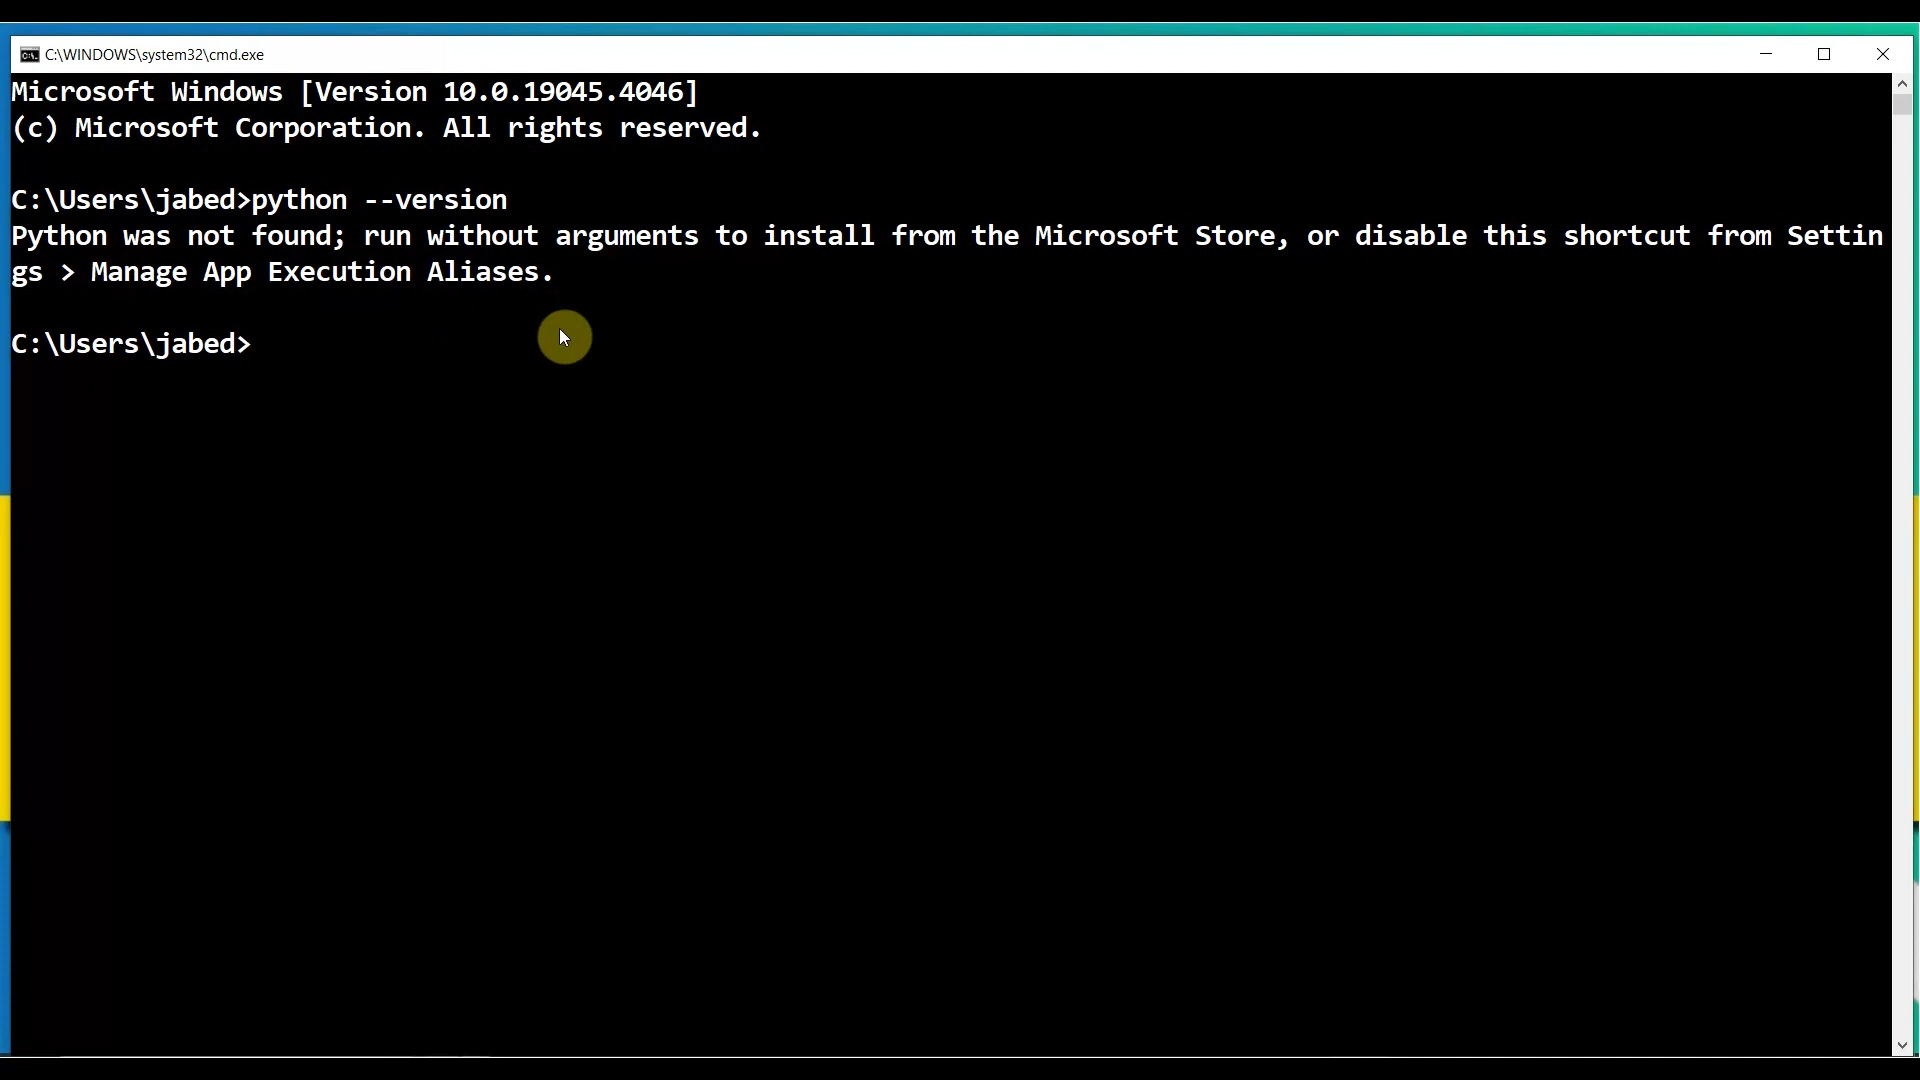 C:\WINDOWS\system32\cmd.exe
Microsoft Windows [Version 10.0.19045.4046]
(c) Microsoft Corporation. All rights reserved.
C:\Users\jabed>python --version
Python was not found; run without arguments to install from the Microsoft Store, or disable this shortcut from Settin
gs > Manage App Execution Aliases.
C:\Users\jabed>